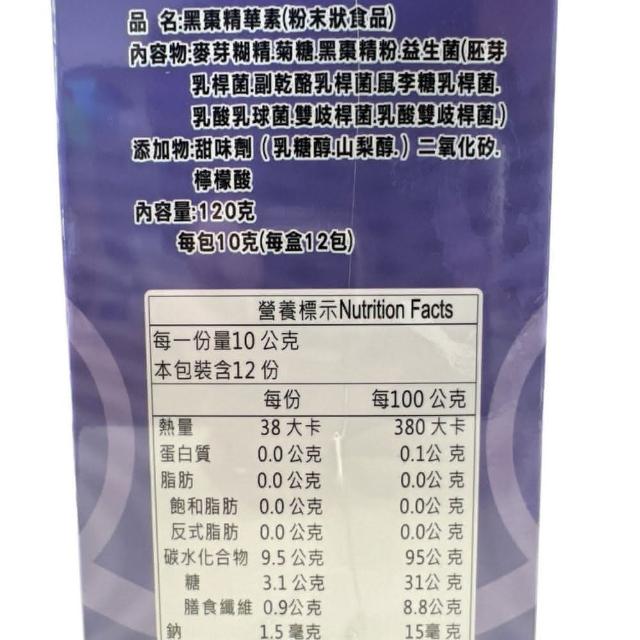 品 名:黑棗精華素(粉末狀食品)
內容物:麥芽糊精.菊糖.黑棗精粉.益生菌(胚芽
乳桿菌.副乾酪乳桿菌.鼠李糖乳桿菌.
乳酸乳球菌.雙歧桿菌.乳酸雙歧桿菌.)
添加物:甜味劑(乳糖醇.山梨醇.)二氧化矽.
檸檬酸
內容量:120克
每包10克(每盒12包)
營養標示Nutrition Facts
每一份量10 公克
本包裝含12 份
每份 每100 公克
熱量 38 大卡 380 大卡
蛋白質 0.0 公克 0.1公 克
脂肪 0.0 公克 0.0公 克
飽和脂肪 0.0 公克 0.0公 克
反式脂肪 0.0 公克 0.0公 克
碳水化合物 9.5 公克 95公 克
糖 3.1 公克 31公 克
膳食纖維 0.9公克 8.8公克
鈉 1.5 毫克 15毫 克